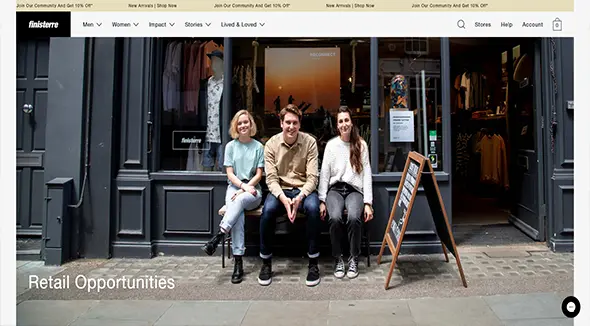 Join Our Community And Get 10% Off* New Arrivals | Shop Now Join Our Community And Get 10% Off* New Arrivals | Shop Now Join Our Community And Get 10% Off*
finisterre Men Women Impact Stories Lived & Loved Stores Help Account 0
finisterre
Retail Opportunities